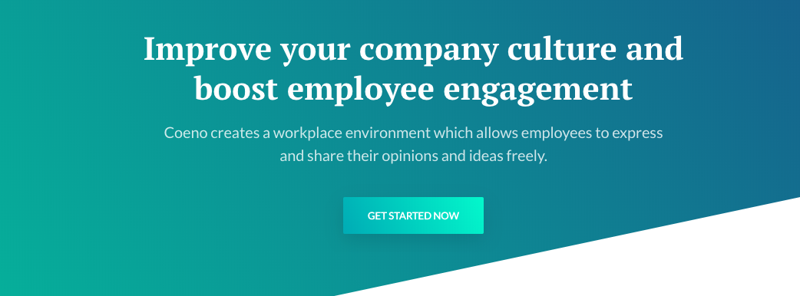 Improve your company culture and
boost employee engagement
Coeno creates a workplace environment which allows employees to express
and share their opinions and ideas freely.
GET STARTED NOW